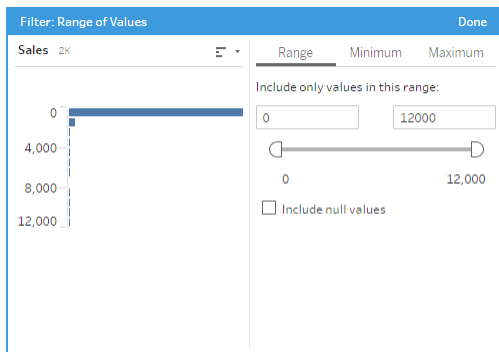 Filter: Range of Values Done
Sales 2K
Range Minimum Maximum
Include only values in this range:
0 12000
0 12,000
Include null values
0
4,000
8,000
12,000